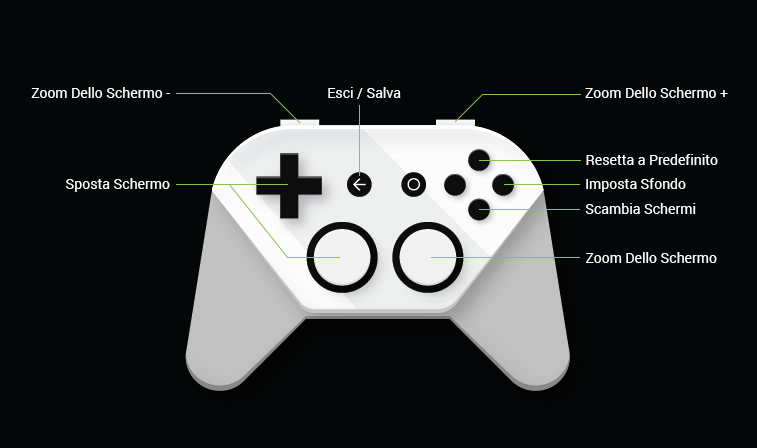 Zoom Dello Schermo -
Esci / Salva
Zoom Dello Schermo +
Resetta a Predefinito
Sposta Schermo
Imposta Sfondo
Scambia Schermi
Zoom Dello Schermo